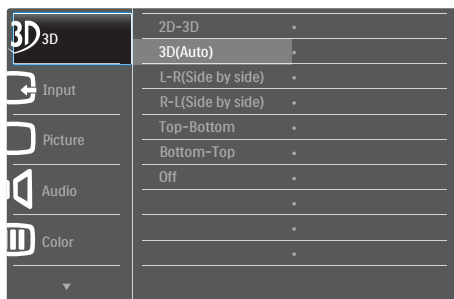 3D 3D
Input
Picture
Audio
Color
2D-3D
3D(Auto)
L-R(Side by side)
R-L(Side by side)
Top-Bottom
Bottom-Top
Off